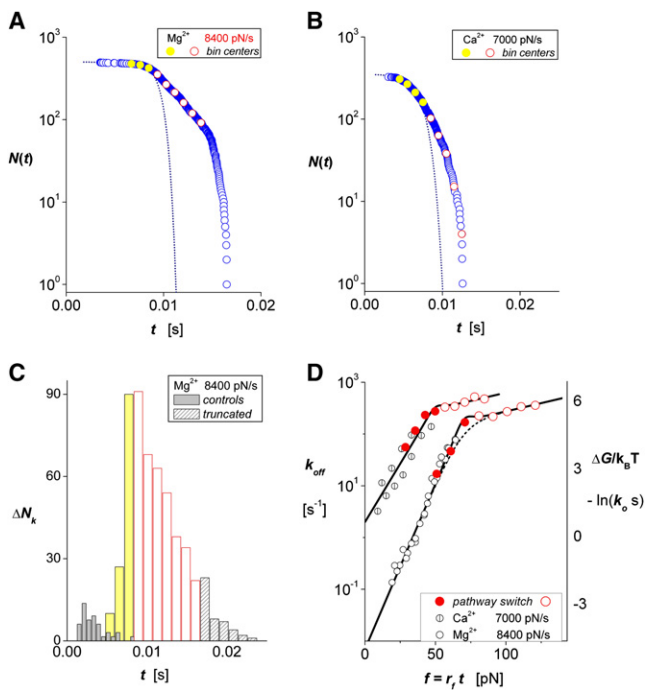 A
Mg²⁺ 8400 pN/s
bin centers
10³
10²
N(t)
10¹
10⁰
0.00 0.01 0.02
t [s]
B
Ca²⁺ 7000 pN/s
bin centers
10³
10²
N(t)
10¹
10⁰
0.00 0.01 0.02
t [s]
C
Mg²⁺ 8400 pN/s
controls
truncated
90
60
ΔNₖ
30
0
0.00 0.01 0.02
t [s]
D
10³
k_off
10¹
[s⁻¹]
10⁻¹
6
ΔG/k_BT
3
- ln(kₒ s)
0
-3
pathway switch
Ca²⁺ 7000 pN/s
Mg²⁺ 8400 pN/s
0 50 100
f = r_f t [pN]